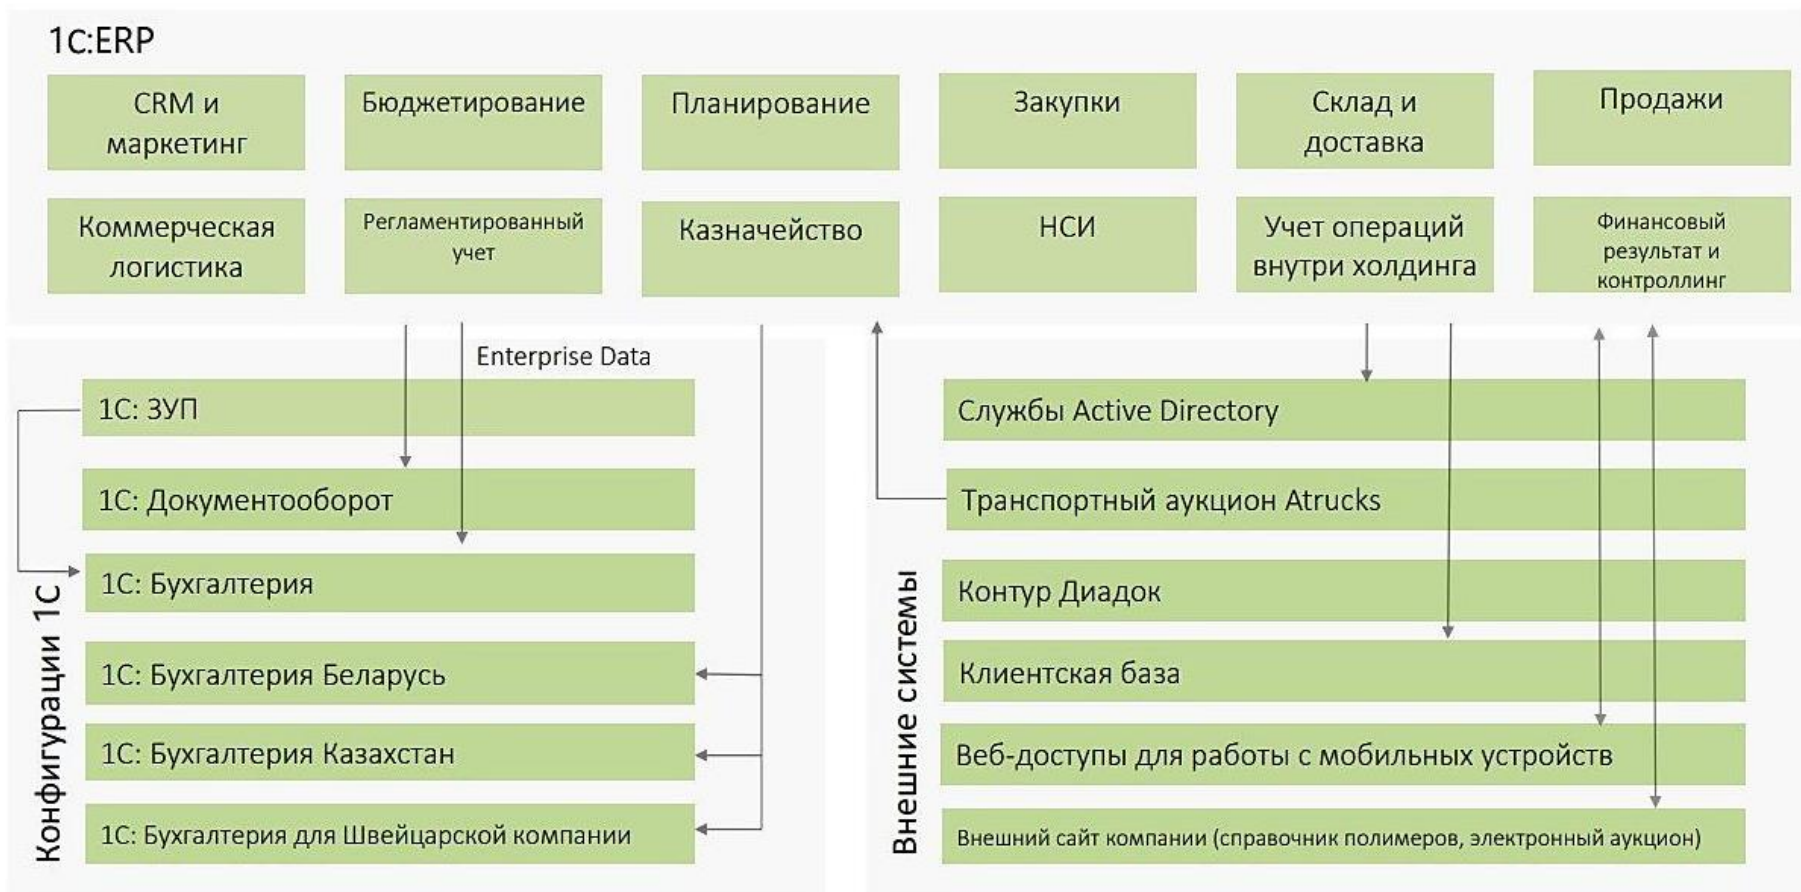 1С:ERP
CRM и
маркетинг
Бюджетирование
Планирование
Закупки
Склад и
доставка
Продажи
Коммерческая
логистика
Регламентированный
учет
Казначейство
НСИ
Учет операций
внутри холдинга
Финансовый
результат и
контроллинг
Enterprise Data
Конфигурации 1С
1С: ЗУП
1С: Документооборот
1С: Бухгалтерия
1С: Бухгалтерия Беларусь
1С: Бухгалтерия Казахстан
1С: Бухгалтерия для Швейцарской компании
Внешние системы
Службы Active Directory
Транспортный аукцион Atrucks
Контур Диадок
Клиентская база
Веб-доступы для работы с мобильных устройств
Внешний сайт компании (справочник полимеров, электронный аукцион)